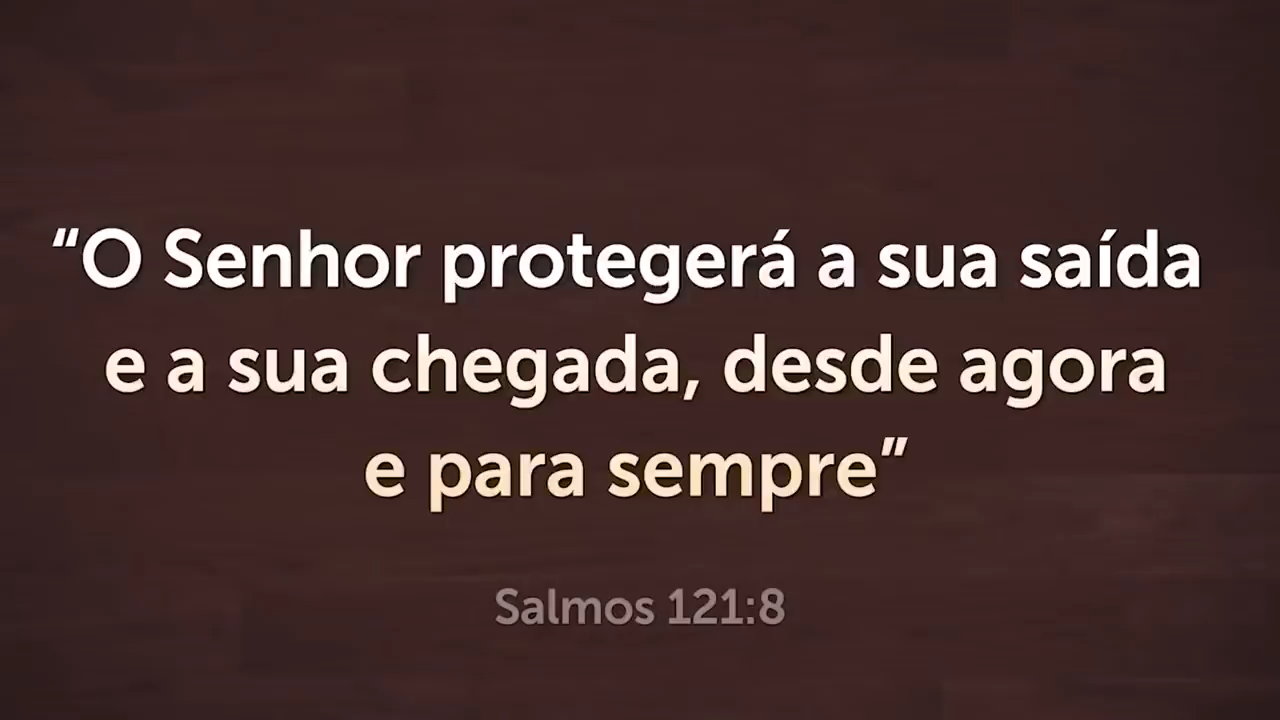 “O Senhor protegerá a sua saída
e a sua chegada, desde agora
e para sempre”
Salmos 121:8